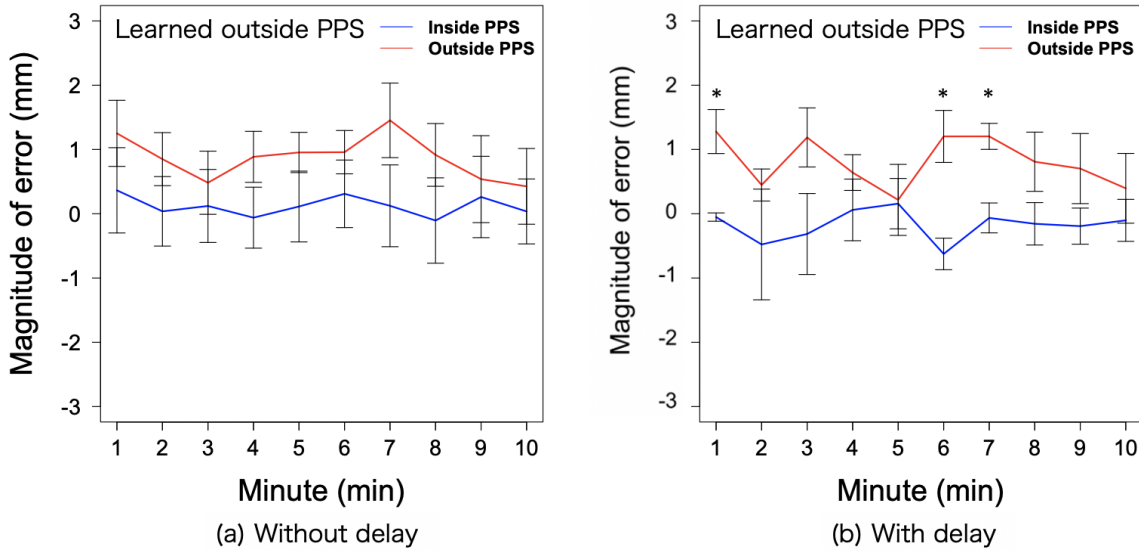 Learned outside PPS
Inside PPS
Outside PPS
Magnitude of error (mm)
3
2
1
0
-1
-2
-3
1 2 3 4 5 6 7 8 9 10
Minute (min)
(a) Without delay
Learned outside PPS
Inside PPS
Outside PPS
Magnitude of error (mm)
3
2
1
0
-1
-2
-3
* * *
1 2 3 4 5 6 7 8 9 10
Minute (min)
(b) With delay